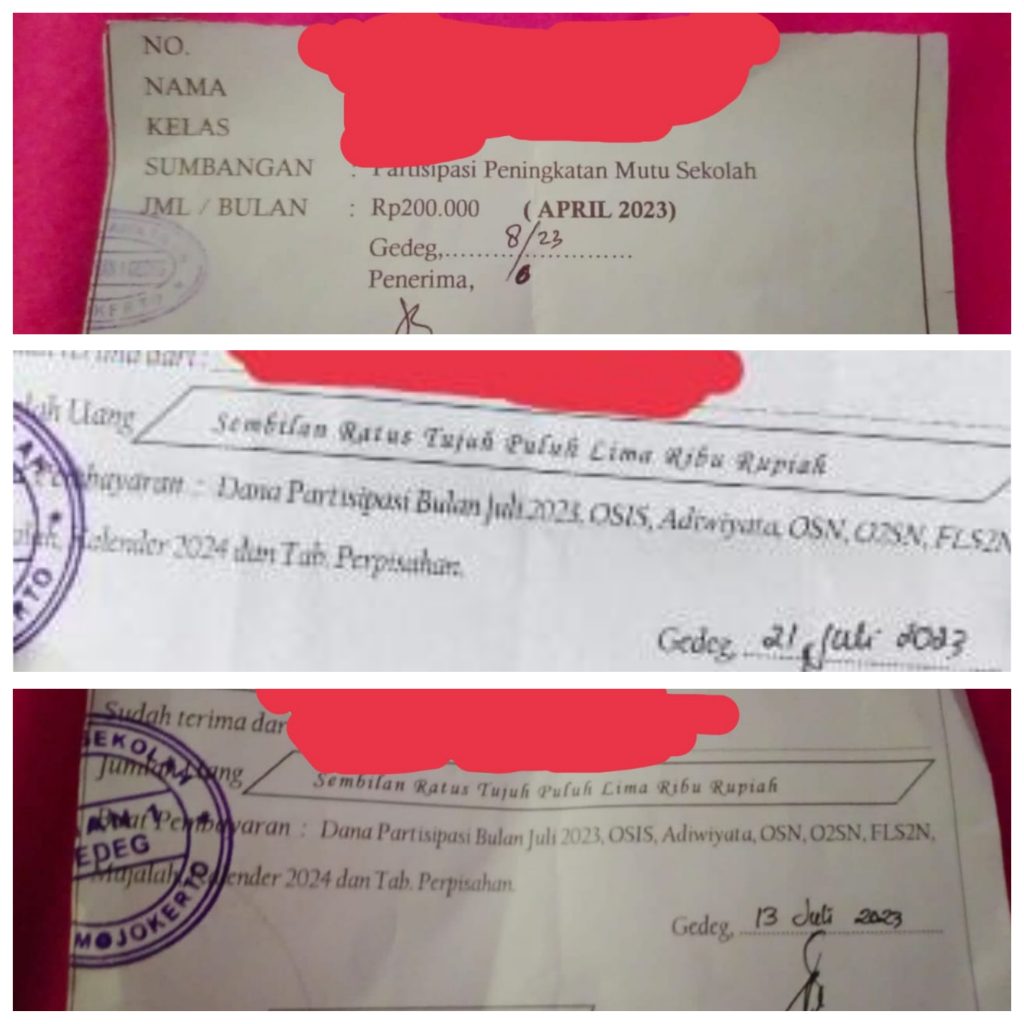 NO.
NAMA
KELAS
SUMBANGAN : Partisipasi Peningkatan Mutu Sekolah
JML / BULAN : Rp200.000 ( APRIL 2023)
Gedeg,........8/6/23............
Penerima,
terima dari :
Uang Sembilan Ratus Tujuh Puluh Lima Ribu Rupiah
: Dana Partisipasi Bulan Juli 2023, OSIS, Adiwiyata, OSN, O2SN, FLS2N
Kalender 2024 dan Tab. Perpisahan.
Gedeg, 21 Juli 2023
Sudah terima dar
Jumlah Uang Sembilan Ratus Tujuh Puluh Lima Ribu Rupiah
Buat Pembayaran : Dana Partisipasi Bulan Juli 2023, OSIS, Adiwiyata, OSN, O2SN, FLS2N,
Majalah, Kalender 2024 dan Tab. Perpisahan.
SEKOLAH
EDEG
MOJOKERTO
Gedeg, 13 Juli 2023